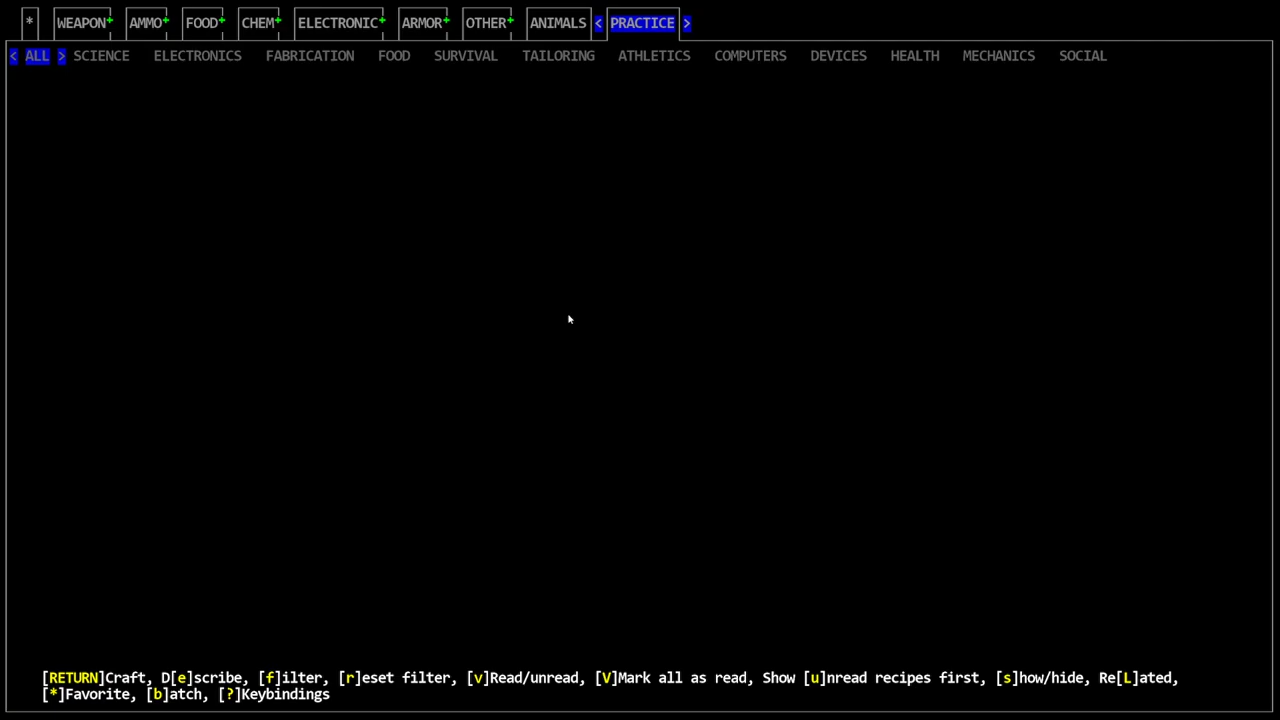 * WEAPON+ AMMO+ FOOD+ CHEM+ ELECTRONIC+ ARMOR+ OTHER+ ANIMALS < PRACTICE >
< ALL > SCIENCE ELECTRONICS FABRICATION FOOD SURVIVAL TAILORING ATHLETICS COMPUTERS DEVICES HEALTH MECHANICS SOCIAL
[RETURN]Craft, D[e]scribe, [f]ilter, [r]eset filter, [v]Read/unread, [V]Mark all as read, Show [u]nread recipes first, [s]how/hide, Re[L]ated,
[*]Favorite, [b]atch, [?]Keybindings